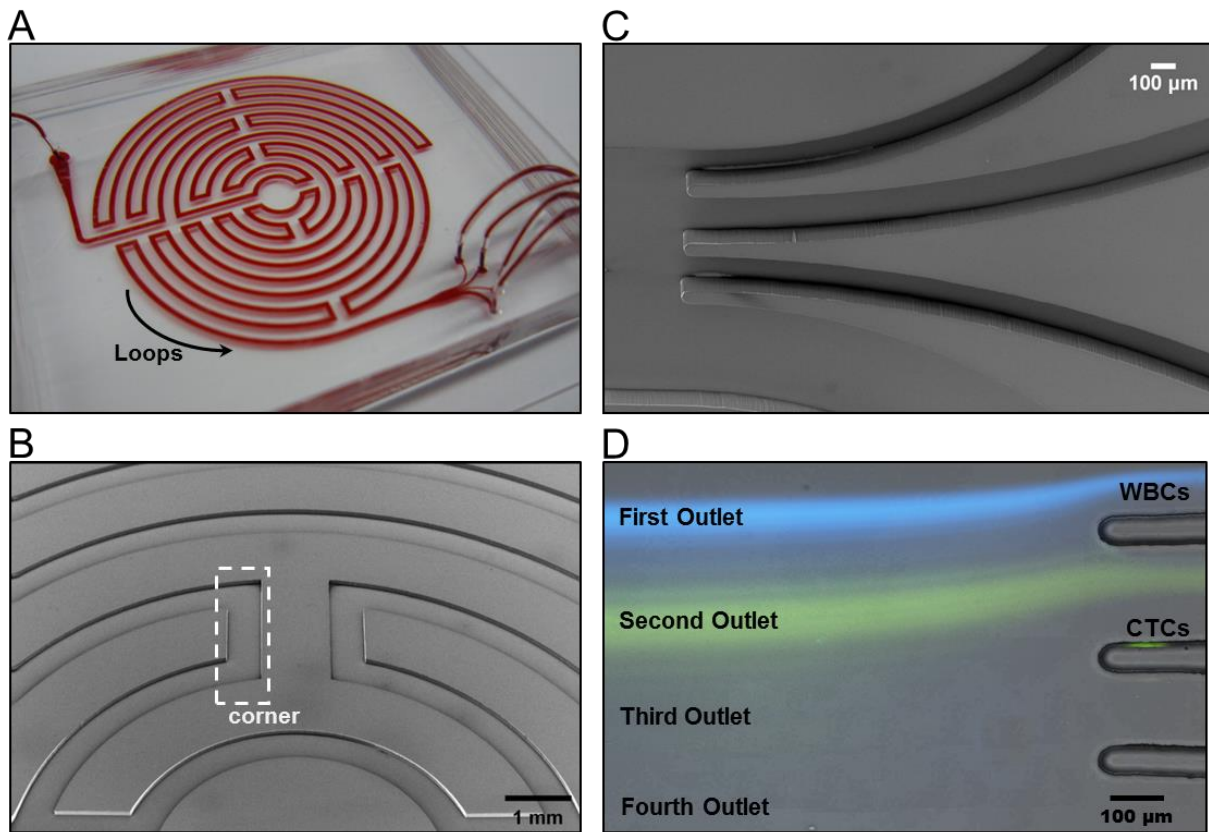 A
Loops
B
corner
1 mm
C
100 µm
D
First Outlet
WBCs
Second Outlet
CTCs
Third Outlet
Fourth Outlet
100 µm